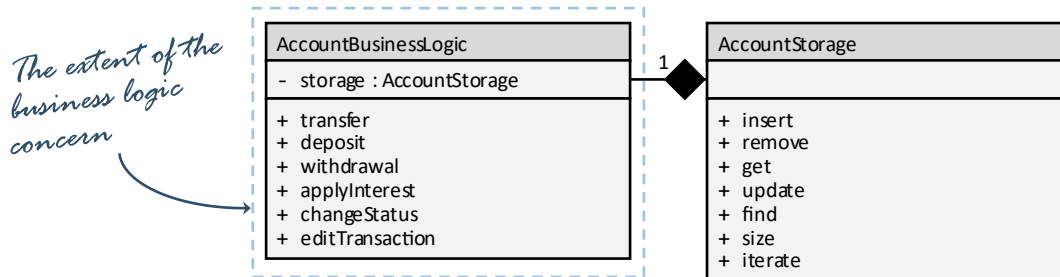 The extent of the
business logic
concern
AccountBusinessLogic
- storage : AccountStorage
+ transfer
+ deposit
+ withdrawal
+ applyInterest
+ changeStatus
+ editTransaction
1
AccountStorage
+ insert
+ remove
+ get
+ update
+ find
+ size
+ iterate